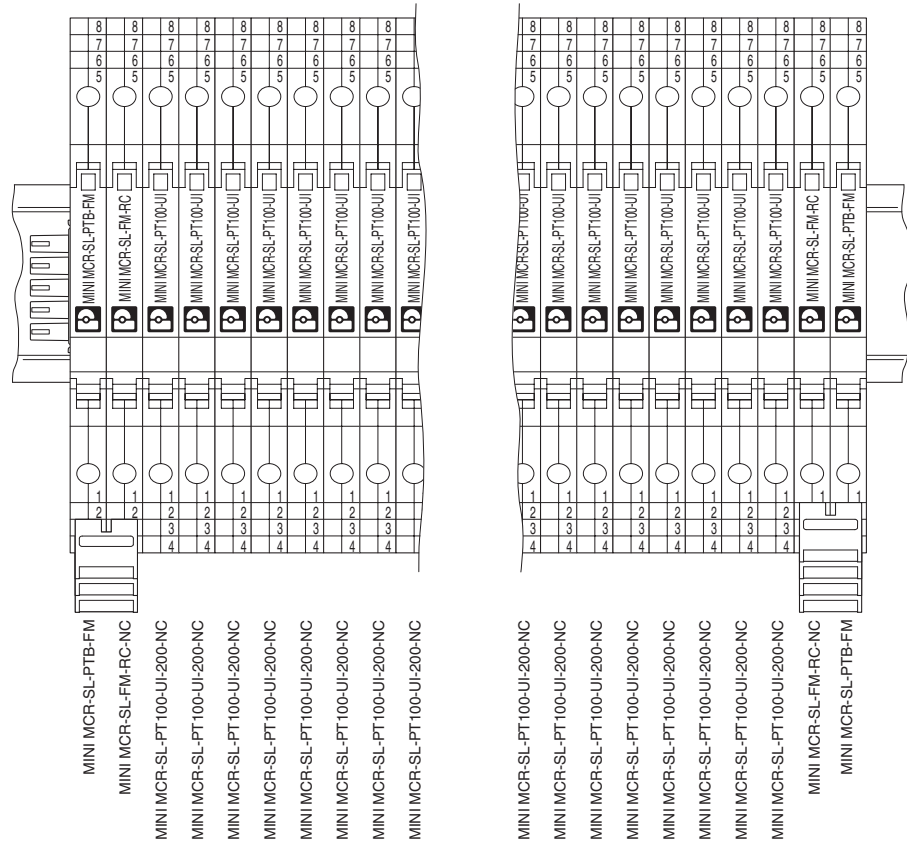 8 8 8 8 8 8 8 8 8
7 7 7 7 7 7 7 7 7
6 6 6 6 6 6 6 6 6
5 5 5 5 5 5 5 5 5
MINI MCR-SL-PTB-FM
MINI MCR-SL-FM-RC
MINI MCR-SL-PT100-UI
MINI MCR-SL-PT100-UI
MINI MCR-SL-PT100-UI
MINI MCR-SL-PT100-UI
MINI MCR-SL-PT100-UI
MINI MCR-SL-PT100-UI
MINI MCR-SL-PT100-UI
MINI MCR-SL-PT100-UI
1 1 1 1 1 1 1 1 1
2 2 2 2 2 2 2 2 2
3 3 3 3 3 3 3
4 4 4 4 4 4 4
MINI MCR-SL-PTB-FM
MINI MCR-SL-FM-RC-NC
MINI MCR-SL-PT100-UI-200-NC
MINI MCR-SL-PT100-UI-200-NC
MINI MCR-SL-PT100-UI-200-NC
MINI MCR-SL-PT100-UI-200-NC
MINI MCR-SL-PT100-UI-200-NC
MINI MCR-SL-PT100-UI-200-NC
MINI MCR-SL-PT100-UI-200-NC
MINI MCR-SL-PT100-UI-200-NC
8 8 8 8 8 8 8 8 8 8
7 7 7 7 7 7 7 7 7 7
6 6 6 6 6 6 6 6 6 6
5 5 5 5 5 5 5 5 5 5
MINI MCR-SL-PT100-UI
MINI MCR-SL-PT100-UI
MINI MCR-SL-PT100-UI
MINI MCR-SL-PT100-UI
MINI MCR-SL-PT100-UI
MINI MCR-SL-PT100-UI
MINI MCR-SL-PT100-UI
MINI MCR-SL-PT100-UI
MINI MCR-SL-FM-RC
MINI MCR-SL-PTB-FM
1 1 1 1 1 1 1 1 1 1
2 2 2 2 2 2 2 2
3 3 3 3 3 3 3 3
4 4 4 4 4 4 4 4
MINI MCR-SL-PT100-UI-200-NC
MINI MCR-SL-PT100-UI-200-NC
MINI MCR-SL-PT100-UI-200-NC
MINI MCR-SL-PT100-UI-200-NC
MINI MCR-SL-PT100-UI-200-NC
MINI MCR-SL-PT100-UI-200-NC
MINI MCR-SL-PT100-UI-200-NC
MINI MCR-SL-PT100-UI-200-NC
MINI MCR-SL-FM-RC-NC
MINI MCR-SL-PTB-FM